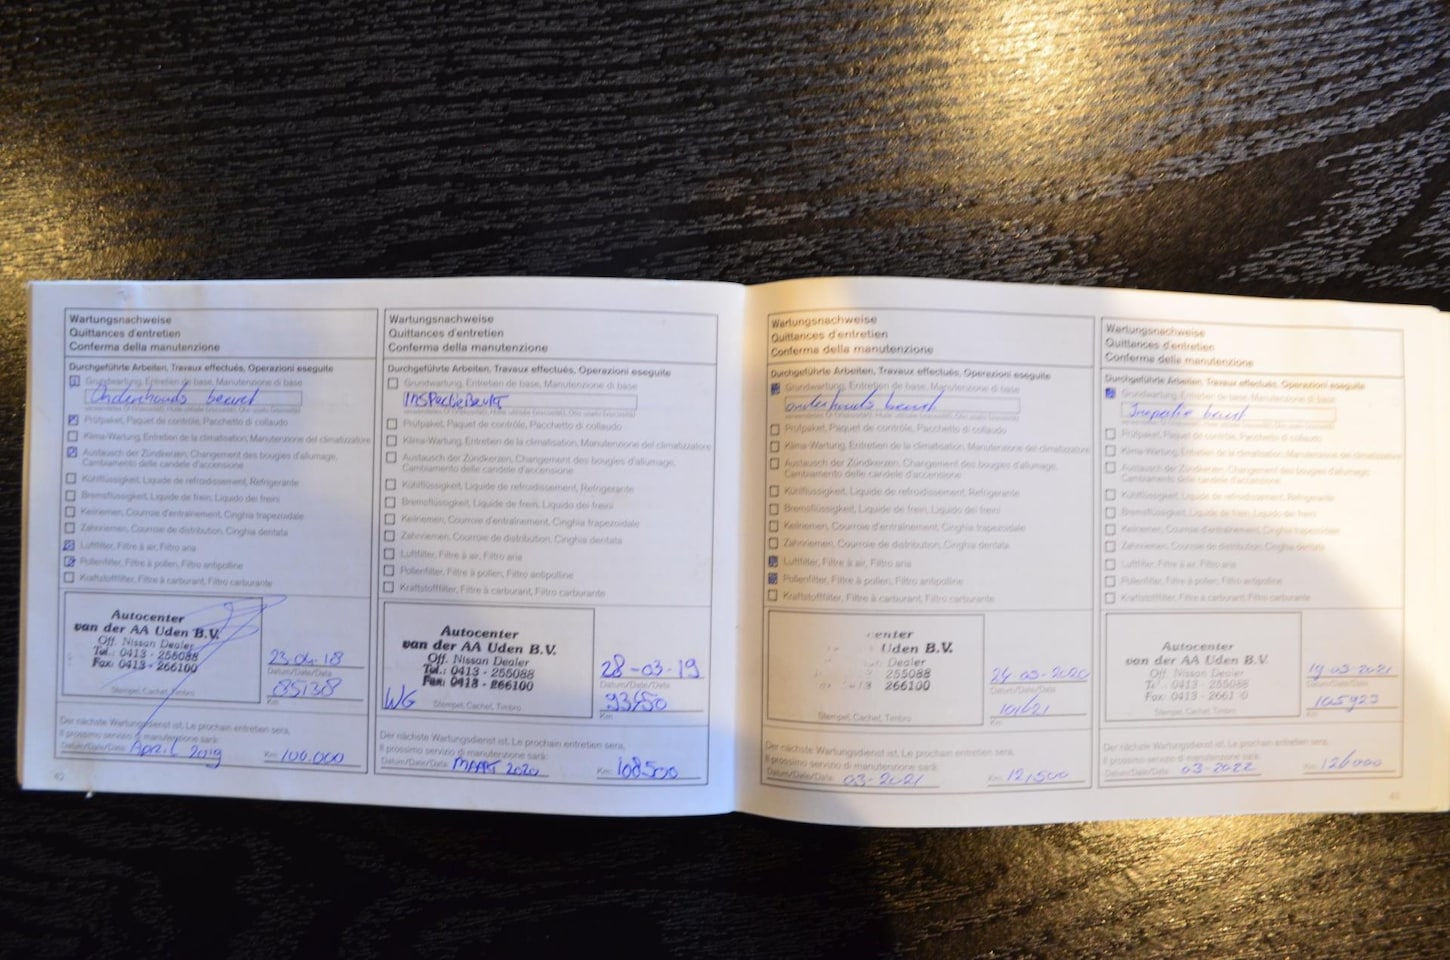 Wartungsnachweise
Quittances d'entretien
Conferma della manutenzione
Durchgeführte Arbeiten, Travaux effectués, Operazioni eseguite
Grundwartung, Entretien de base, Manutenzione di base
Onderhouds beurt
Prüfpaket, Paquet de contrôle, Pacchetto di collaudo
Klima-Wartung, Entretien de la climatisation, Manutenzione del climatizzatore
Austausch der Zündkerzen, Changement des bougies d'allumage,
Cambiamento delle candele d'accensione
Kühlflüssigkeit, Liquide de refroidissement, Refrigerante
Bremsflüssigkeit, Liquide de frein, Liquido dei freini
Keilriemen, Courroie d'entraînement, Cinghia trapezoidale
Zahnriemen, Courroie de distribution, Cinghia dentata
Luftfilter, Filtre à air, Filtro aria
Pollenfilter, Filtre à pollen, Filtro antipolline
Kraftstofffilter, Filtre à carburant, Filtro carburante
Autocenter
van der AA Uden B.V.
Off. Nissan Dealer
Tel.: 0413 - 255088
Fax: 0413 - 266100
Stempel, Cachet, Timbro
23-04-18
Datum/Date/Data
85138
Km
Der nächste Wartungsdienst ist, Le prochain entretien sera,
Il prossimo servizio di manutenzione sarà:
Datum/Date/Data: April 2019 Km: 100.000
42
Wartungsnachweise
Quittances d'entretien
Conferma della manutenzione
Durchgeführte Arbeiten, Travaux effectués, Operazioni eseguite
Grundwartung, Entretien de base, Manutenzione di base
InspectieBeurt
Prüfpaket, Paquet de contrôle, Pacchetto di collaudo
Klima-Wartung, Entretien de la climatisation, Manutenzione del climatizzatore
Austausch der Zündkerzen, Changement des bougies d'allumage,
Cambiamento delle candele d'accensione
Kühlflüssigkeit, Liquide de refroidissement, Refrigerante
Bremsflüssigkeit, Liquide de frein, Liquido dei freini
Keilriemen, Courroie d'entraînement, Cinghia trapezoidale
Zahnriemen, Courroie de distribution, Cinghia dentata
Luftfilter, Filtre à air, Filtro aria
Pollenfilter, Filtre à pollen, Filtro antipolline
Kraftstofffilter, Filtre à carburant, Filtro carburante
Autocenter
van der AA Uden B.V.
Off. Nissan Dealer
Tel.: 0413 - 255088
Fax: 0413 - 266100
WG
Stempel, Cachet, Timbro
28-03-19
Datum/Date/Data
Km
Der nächste Wartungsdienst ist, Le prochain entretien sera,
Il prossimo servizio di manutenzione sarà:
Datum/Date/Data: MAART 2020 Km: 108500
Wartungsnachweise
Quittances d'entretien
Conferma della manutenzione
Durchgeführte Arbeiten, Travaux effectués, Operazioni eseguite
Grundwartung, Entretien de base, Manutenzione di base
onderhouds beurt
Prüfpaket, Paquet de contrôle, Pacchetto di collaudo
Klima-Wartung, Entretien de la climatisation, Manutenzione del climatizzatore
Austausch der Zündkerzen, Changement des bougies d'allumage,
Cambiamento delle candele d'accensione
Kühlflüssigkeit, Liquide de refroidissement, Refrigerante
Bremsflüssigkeit, Liquide de frein, Liquido dei freini
Keilriemen, Courroie d'entraînement, Cinghia trapezoidale
Zahnriemen, Courroie de distribution, Cinghia dentata
Luftfilter, Filtre à air, Filtro aria
Pollenfilter, Filtre à pollen, Filtro antipolline
Kraftstofffilter, Filtre à carburant, Filtro carburante
center
Uden B.V.
Dealer
255088
266100
Stempel, Cachet, Timbro
24-03-2020
Datum/Date/Data
Km
Der nächste Wartungsdienst ist, Le prochain entretien sera,
Il prossimo servizio di manutenzione sarà:
Datum/Date/Data: 03-2021 Km: 121,500
Wartungsnachweise
Quittances d'entretien
Conferma della manutenzione
Durchgeführte Arbeiten, Travaux effectués, Operazioni eseguite
Grundwartung, Entretien de base, Manutenzione di base
Inspectie beurt
Prüfpaket, Paquet de contrôle, Pacchetto di collaudo
Klima-Wartung, Entretien de la climatisation, Manutenzione del climatizzatore
Austausch der Zündkerzen, Changement des bougies d'allumage,
Cambiamento delle candele d'accensione
Kühlflüssigkeit, Liquide de refroidissement, Refrigerante
Bremsflüssigkeit, Liquide de frein, Liquido dei freini
Keilriemen, Courroie d'entraînement, Cinghia trapezoidale
Zahnriemen, Courroie de distribution, Cinghia dentata
Luftfilter, Filtre à air, Filtro aria
Pollenfilter, Filtre à pollen, Filtro antipolline
Kraftstofffilter, Filtre à carburant, Filtro carburante
Autocenter
van der AA Uden B.V.
Off. Nissan Dealer
Te : 0413 - 255088
Fax: 0413 - 2661 0
Stempel, Cachet, Timbro
19-03-2021
Datum/Date/Data
105923
Km
Der nächste Wartungsdienst ist, Le prochain entretien sera,
Il prossimo servizio di manutenzione sarà:
Datum/Date/Data: 03-2022 Km: 126000